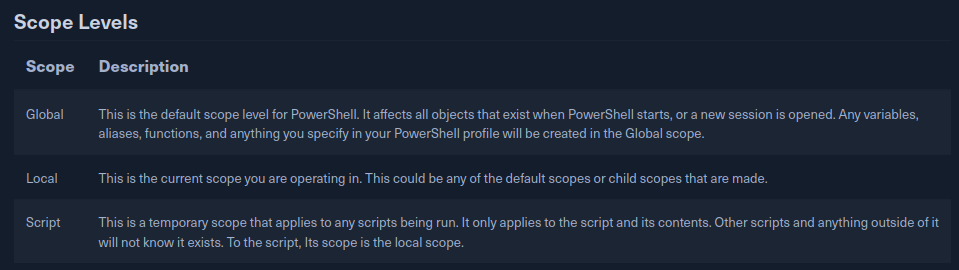 Scope Levels
Scope Description
Global This is the default scope level for PowerShell. It affects all objects that exist when PowerShell starts, or a new session is opened. Any variables,
aliases, functions, and anything you specify in your PowerShell profile will be created in the Global scope.
Local This is the current scope you are operating in. This could be any of the default scopes or child scopes that are made.
Script This is a temporary scope that applies to any scripts being run. It only applies to the script and its contents. Other scripts and anything outside of it
will not know it exists. To the script, Its scope is the local scope.